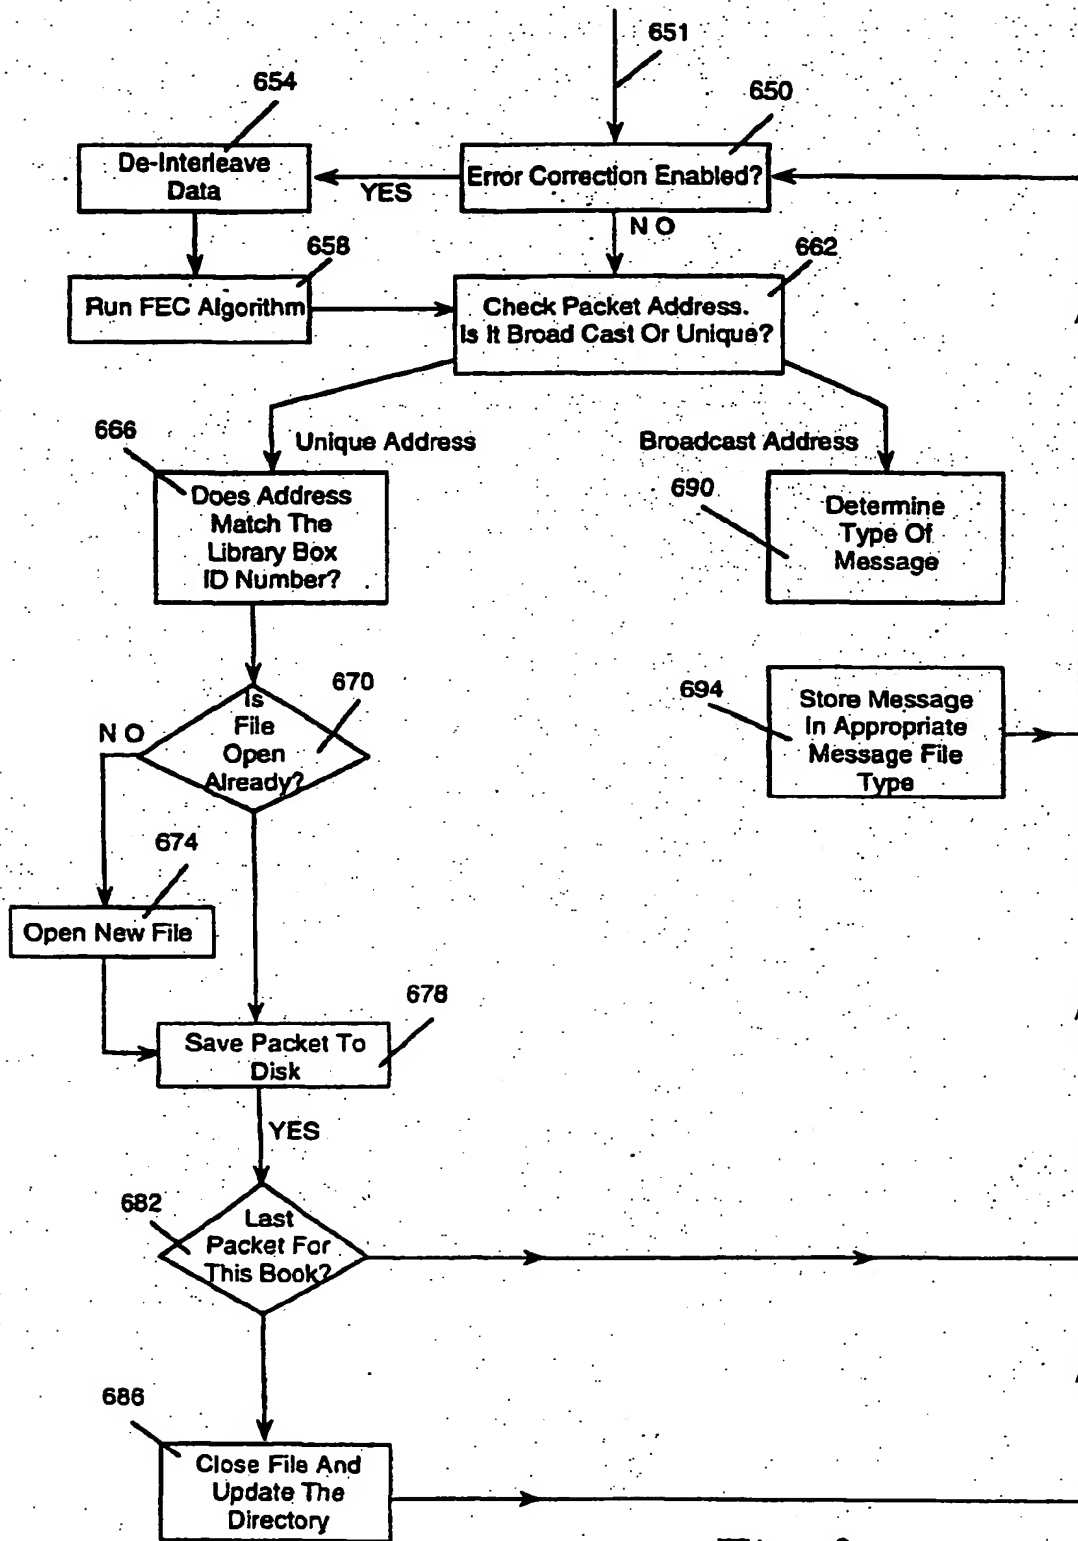 651
654
650
De-Interleave
Data
YES
Error Correction Enabled?
NO
658
662
Run FEC Algorithm
Check Packet Address.
Is It Broad Cast Or Unique?
666
Unique Address
Broadcast Address
Does Address
Match The
Library Box
ID Number?
690
Determine
Type Of
Message
670
Is
File
Open
Already?
NO
694
Store Message
In Appropriate
Message File
Type
674
Open New File
678
Save Packet To
Disk
YES
682
Last
Packet For
This Book?
686
Close File And
Update The
Directory